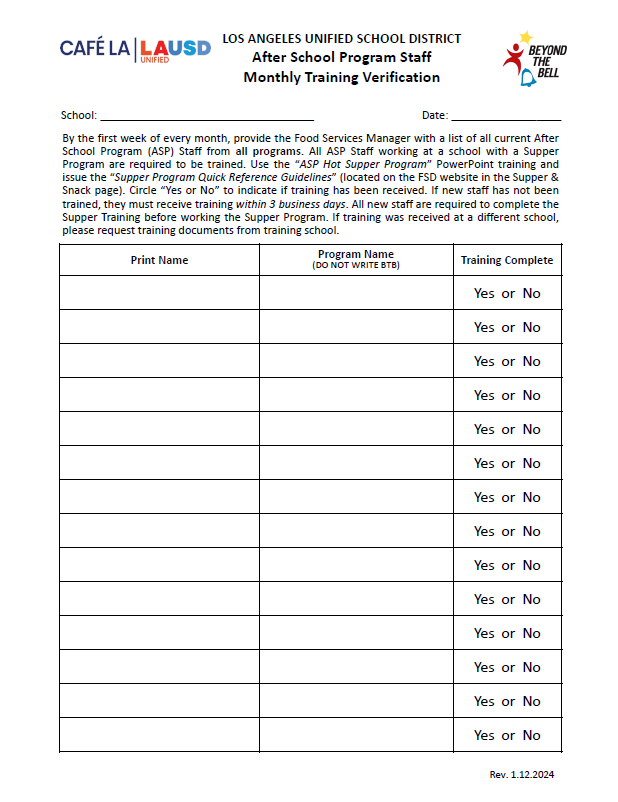 CAFÉ LA LAUSD
UNIFIED
BEYOND
THE
BELL
LOS ANGELES UNIFIED SCHOOL DISTRICT
After School Program Staff
Monthly Training Verification
School: ___________________________________ Date: __________________
By the first week of every month, provide the Food Services Manager with a list of all current After
School Program (ASP) Staff from all programs. All ASP Staff working at a school with a Supper
Program are required to be trained. Use the “ASP Hot Supper Program” PowerPoint training and
issue the “Supper Program Quick Reference Guidelines” (located on the FSD website in the Supper &
Snack page). Circle “Yes or No” to indicate if training has been received. If new staff has not been
trained, they must receive training within 3 business days. All new staff are required to complete the
Supper Training before working the Supper Program. If training was received at a different school,
please request training documents from training school.
Print Name Program Name Training Complete
(DO NOT WRITE BTB)
Yes or No
Yes or No
Yes or No
Yes or No
Yes or No
Yes or No
Yes or No
Yes or No
Yes or No
Yes or No
Yes or No
Yes or No
Yes or No
Yes or No
Rev. 1.12.2024